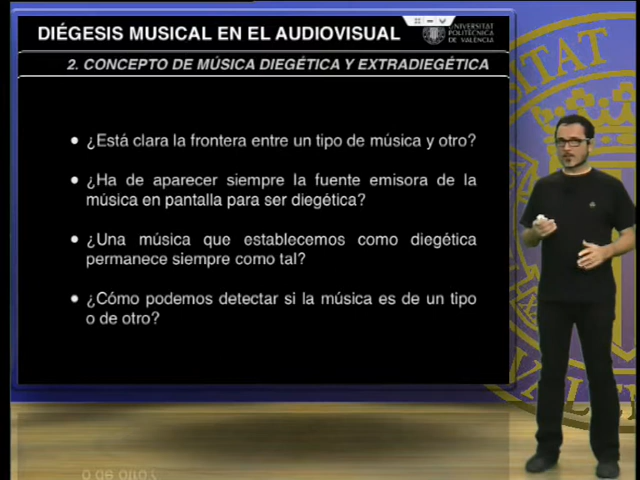 DIÉGESIS MUSICAL EN EL AUDIOVISUAL
UNIVERSITAT
POLITÈCNICA
DE VALÈNCIA
2. CONCEPTO DE MÚSICA DIEGÉTICA Y EXTRADIEGÉTICA
● ¿Está clara la frontera entre un tipo de música y otro?
● ¿Ha de aparecer siempre la fuente emisora de la
música en pantalla para ser diegética?
● ¿Una música que establecemos como diegética
permanece siempre como tal?
● ¿Cómo podemos detectar si la música es de un tipo
o de otro?